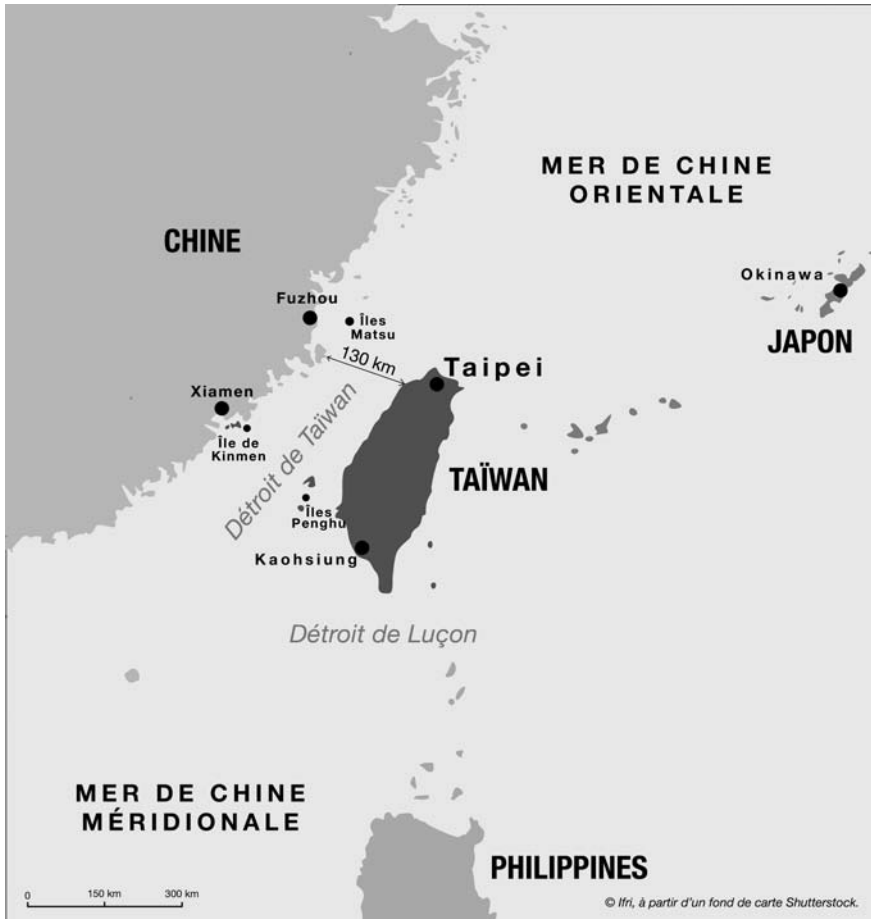 MER DE CHINE
ORIENTALE
CHINE
Okinawa
Fuzhou
Îles
Matsu
JAPON
130 km
Taipei
Xiamen
Île de
Kinmen
Détroit de Taïwan
TAÏWAN
Îles
Penghu
Kaohsiung
Détroit de Luçon
MER DE CHINE
MÉRIDIONALE
PHILIPPINES
0 150 km 300 km
© Ifri, à partir d'un fond de carte Shutterstock.